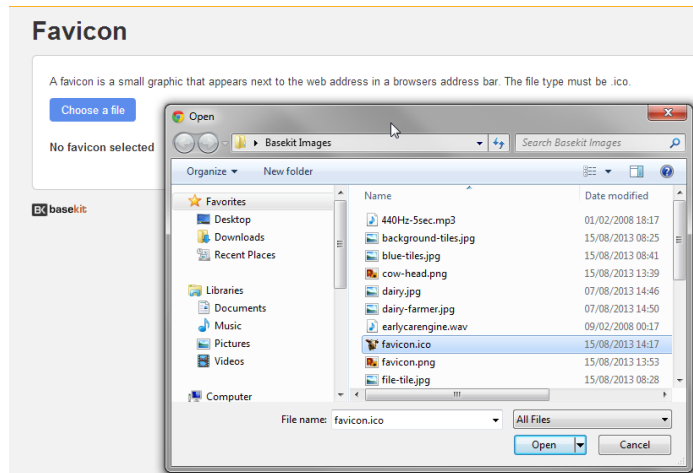 Favicon
A favicon is a small graphic that appears next to the web address in a browsers address bar. The file type must be .ico.
Choose a file
No favicon selected
basekit
Open
Basekit Images
Search Basekit Images
Organize
New folder
Favorites
Desktop
Downloads
Recent Places
Libraries
Documents
Music
Pictures
Videos
Computer
Name Date modified
440Hz-5sec.mp3 01/02/2008 18:17
background-tiles.jpg 15/08/2013 08:25
blue-tiles.jpg 15/08/2013 08:41
cow-head.png 15/08/2013 13:39
dairy.jpg 07/08/2013 14:46
dairy-farmer.jpg 07/08/2013 14:50
earlycarengine.wav 09/02/2008 00:17
favicon.ico 15/08/2013 14:17
favicon.png 15/08/2013 13:53
file-tile.jpg 15/08/2013 08:28
File name: favicon.ico All Files
Open Cancel